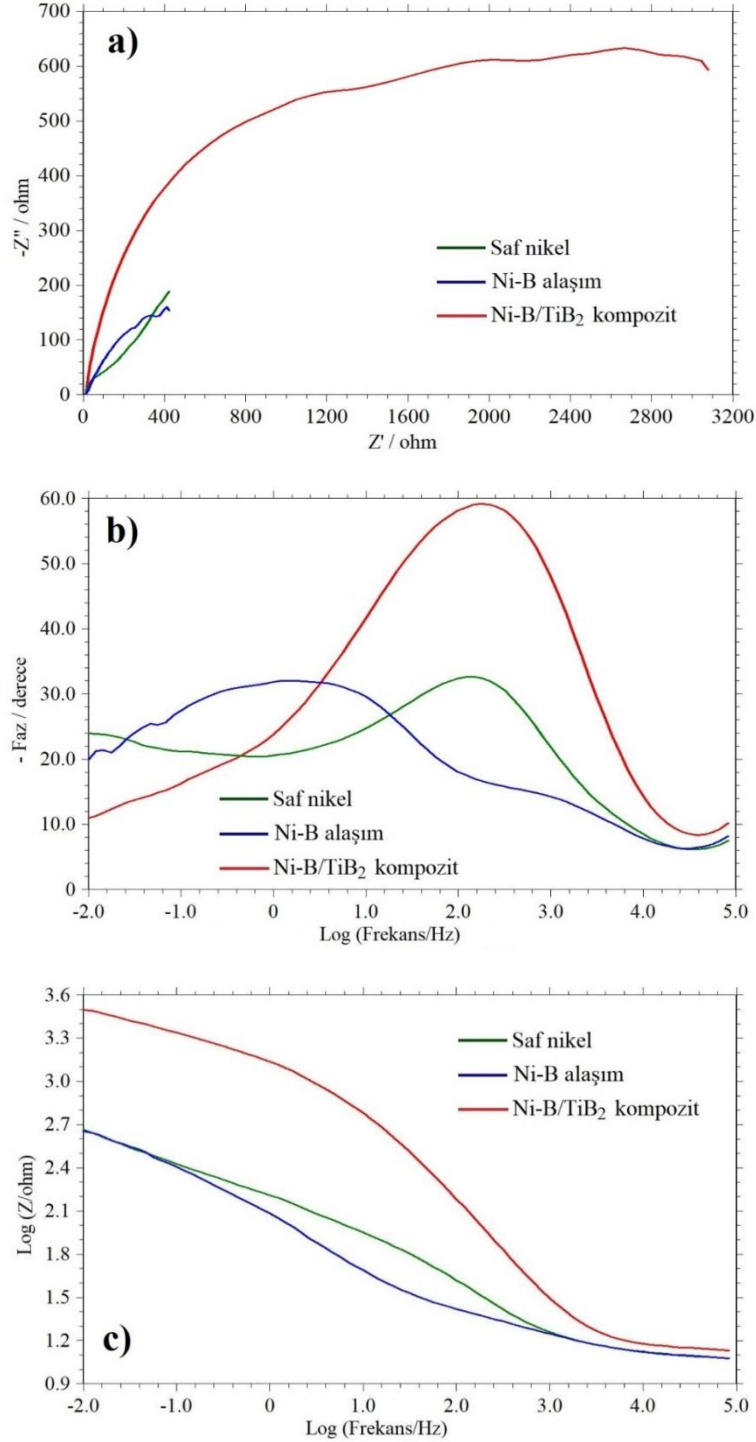 a)
700
600
500
400
300
200
100
0
-Z" / ohm
Saf nikel
Ni-B alaşım
Ni-B/TiB₂ kompozit
0 400 800 1200 1600 2000 2400 2800 3200
Z' / ohm
b)
60.0
50.0
40.0
30.0
20.0
10.0
0
- Faz / derece
Saf nikel
Ni-B alaşım
Ni-B/TiB₂ kompozit
-2.0 -1.0 0 1.0 2.0 3.0 4.0 5.0
Log (Frekans/Hz)
3.6
3.3
3.0
2.7
2.4
2.1
1.8
1.5
1.2
0.9
Log (Z/ohm)
Saf nikel
Ni-B alaşım
Ni-B/TiB₂ kompozit
c)
-2.0 -1.0 0 1.0 2.0 3.0 4.0 5.0
Log (Frekans/Hz)